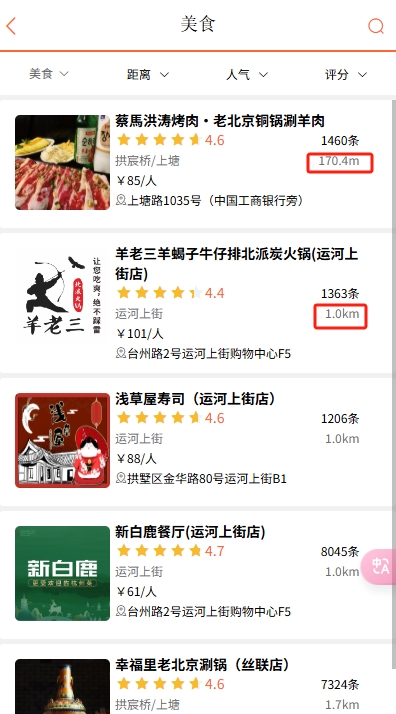 美食
美食 距离 人气 评分
蔡馬洪涛烤肉·老北京铜锅涮羊肉
4.6 1460条
拱宸桥/上塘 170.4m
￥85/人
上塘路1035号（中国工商银行旁）
让您吃爽,绝不踩雷
北派火锅
羊老三
羊老三羊蝎子牛仔排北派炭火锅(运河上
街店)
4.4 1363条
运河上街 1.0km
￥101/人
台州路2号运河上街购物中心F5
浅草屋寿司（运河上街店）
4.6 1206条
运河上街 1.0km
￥88/人
拱墅区金华路80号运河上街B1
新白鹿
新白鹿餐厅(运河上街店)
4.7 8045条
运河上街 1.0km
￥61/人
台州路2号运河上街购物中心F5
中A
幸福里老北京涮锅（丝联店）
4.6 7324条
拱宸桥/上塘 1.7km